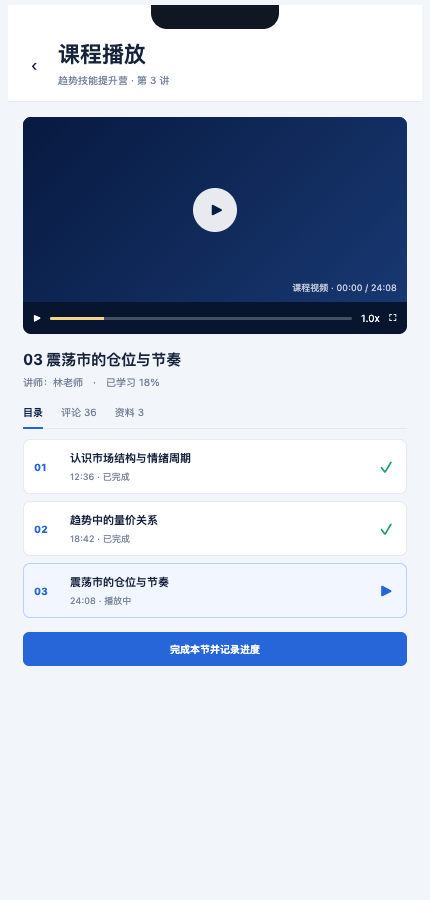 课程播放
趋势技能提升营 · 第 3 讲
课程视频 · 00:00 / 24:08
1.0x
03 震荡市的仓位与节奏
讲师：林老师 · 已学习 18%
目录 评论 36 资料 3
01 认识市场结构与情绪周期
12:36 · 已完成
02 趋势中的量价关系
18:42 · 已完成
03 震荡市的仓位与节奏
24:08 · 播放中
完成本节并记录进度